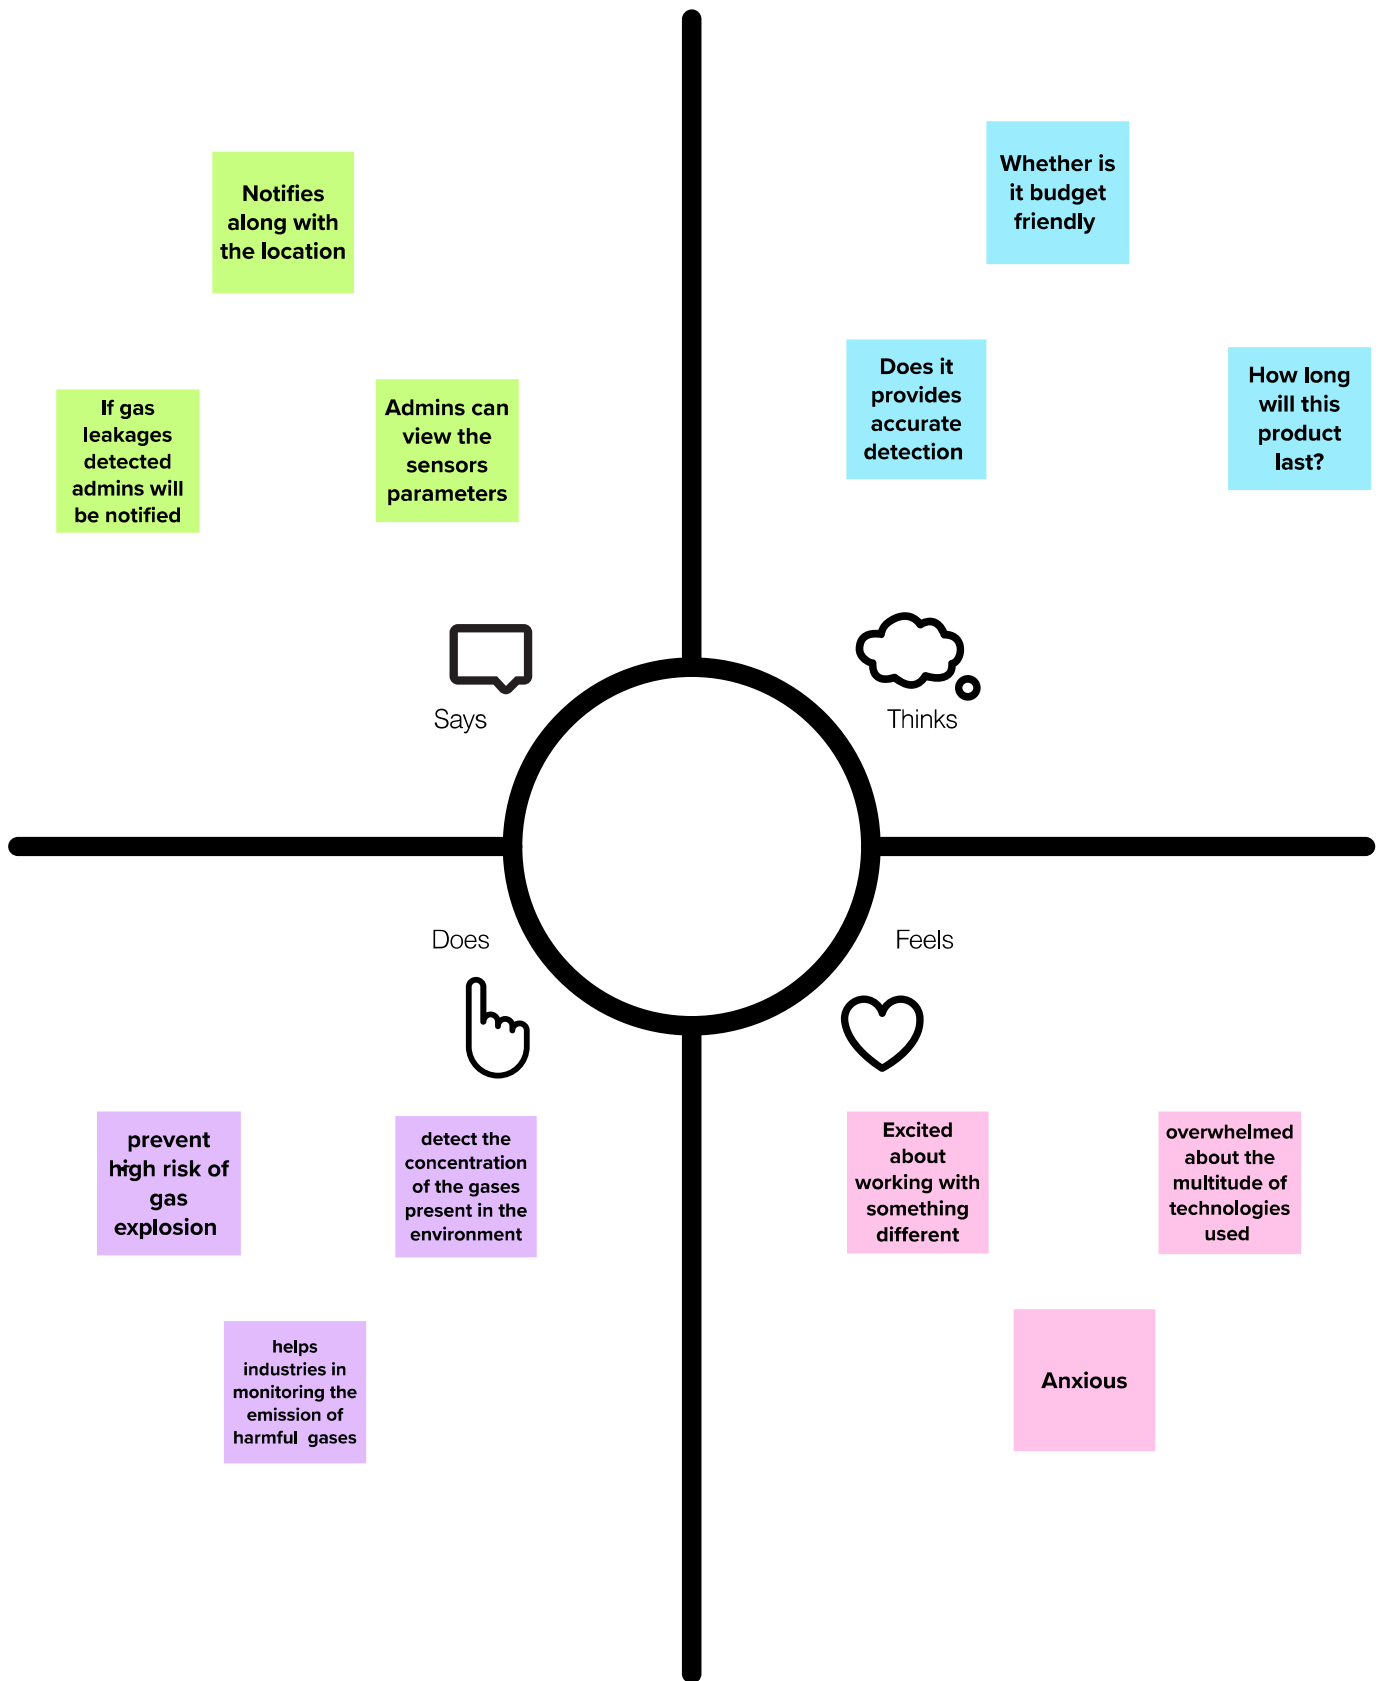 Notifies
along with
the location
If gas
leakages
detected
admins will
be notified
Admins can
view the
sensors
parameters
Says
Whether is
it budget
friendly
Does it
provides
accurate
detection
How long
will this
product
last?
Thinks
Does
prevent
high risk of
gas
explosion
detect the
concentration
of the gases
present in the
environment
helps
industries in
monitoring the
emission of
harmful gases
Feels
Excited
about
working with
something
different
overwhelmed
about the
multitude of
technologies
used
Anxious